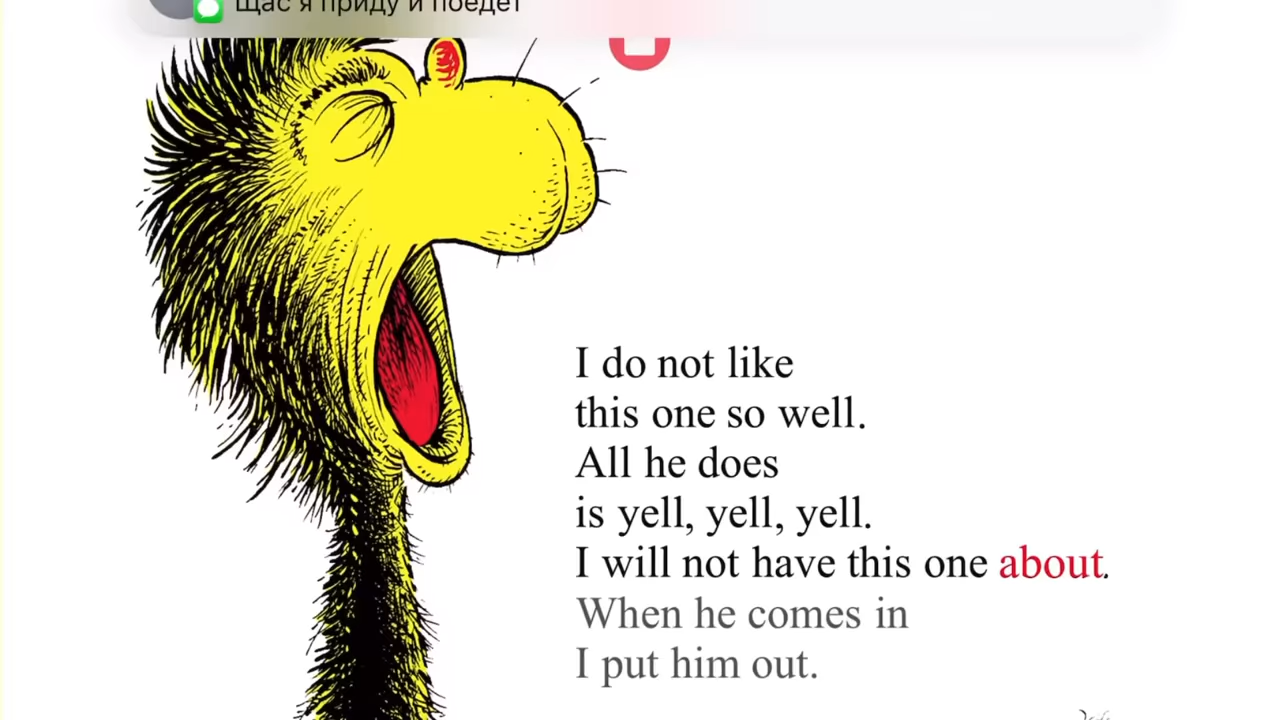 Щас я приду и поедет
I do not like
this one so well.
All he does
is yell, yell, yell.
I will not have this one about.
When he comes in
I put him out.